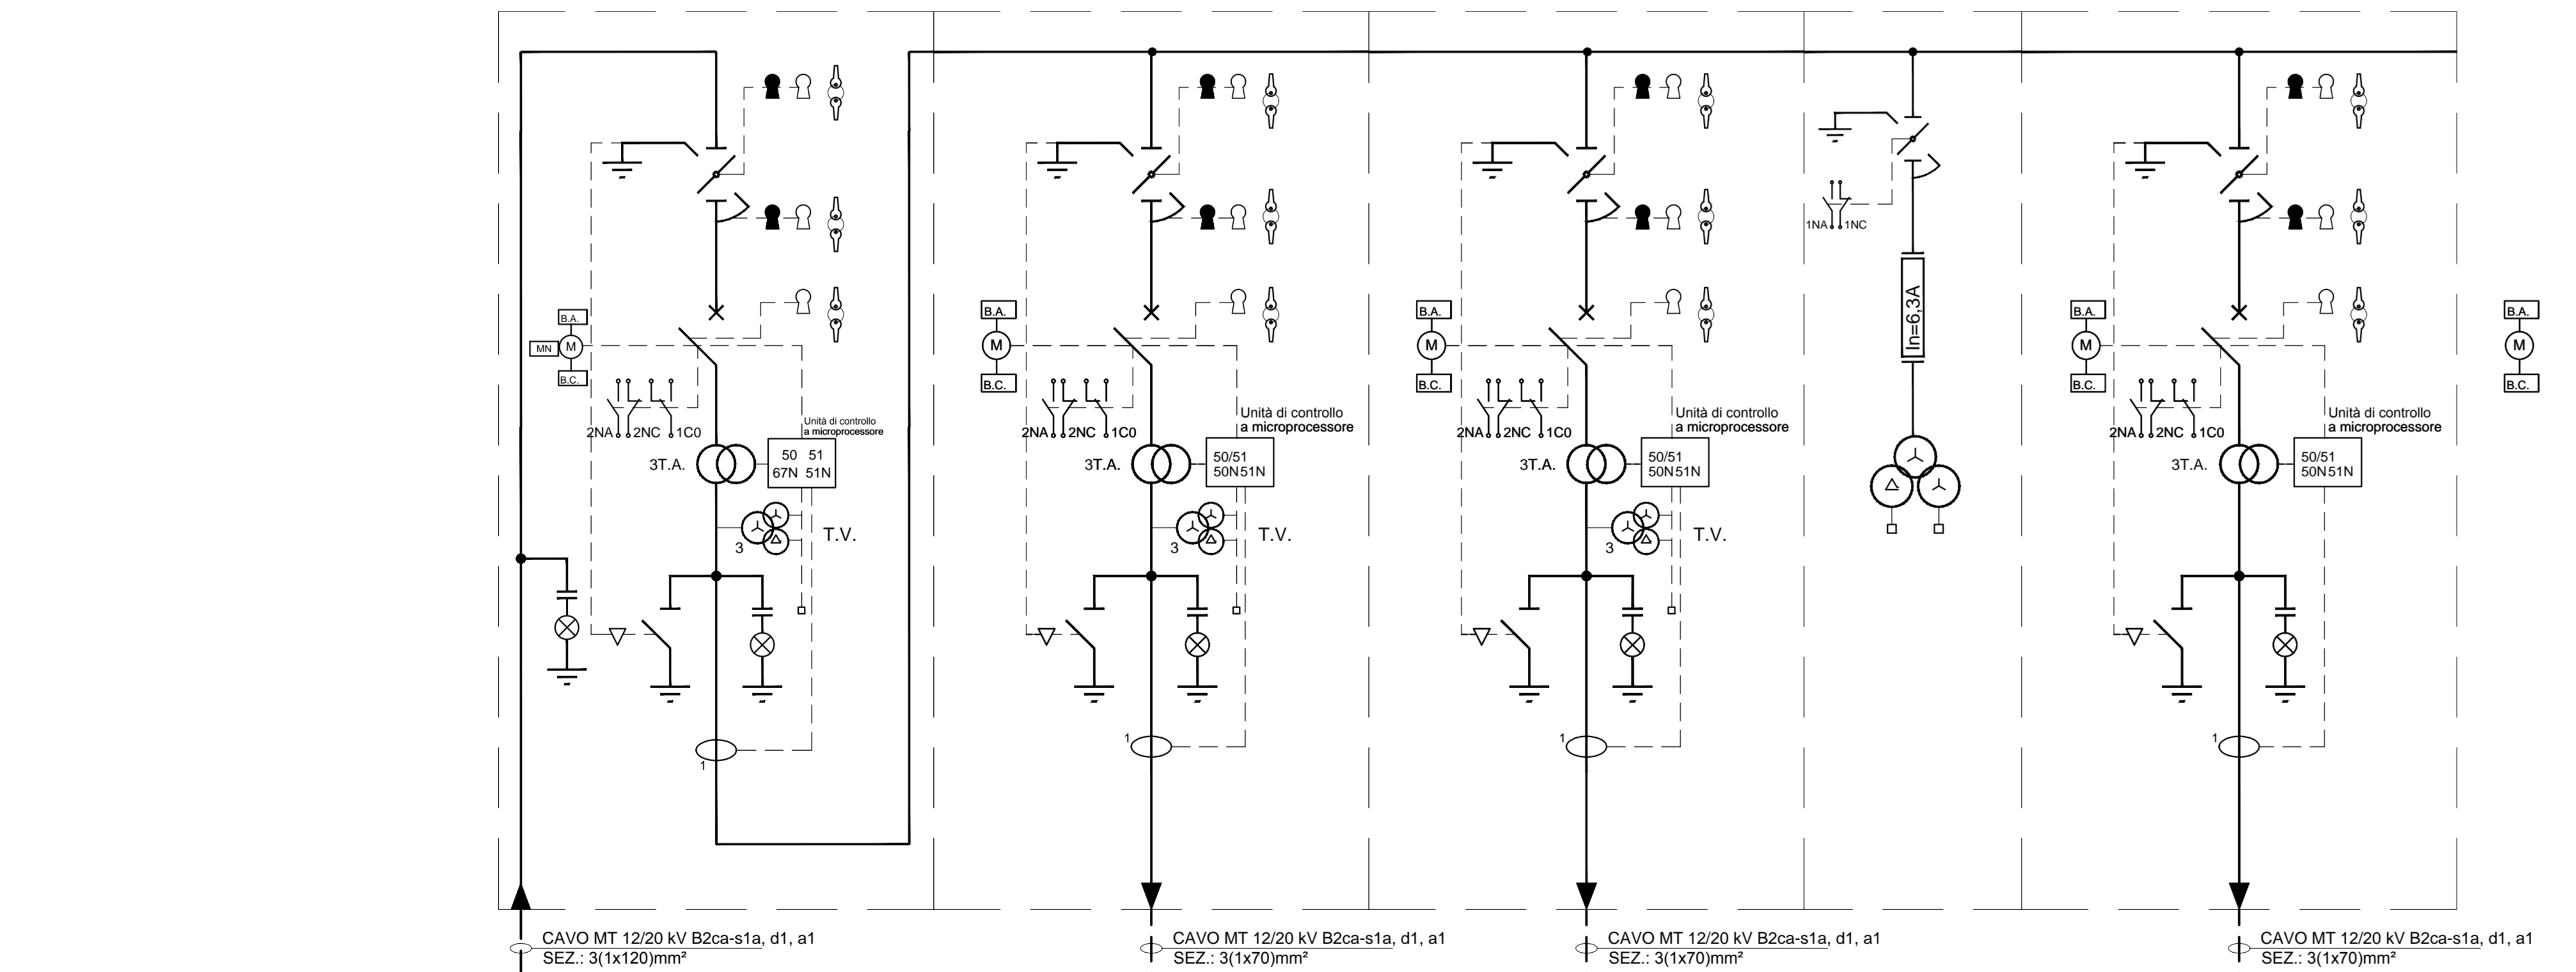 B.A.
MN
M
B.C.
2NA
2NC
1C0
Unità di controllo
a microprocessore
3T.A.
50 51
67N 51N
3
T.V.
1
CAVO MT 12/20 kV B2ca-s1a, d1, a1
SEZ.: 3(1x120)mm²
B.A.
M
B.C.
2NA
2NC
1C0
Unità di controllo
a microprocessore
3T.A.
50/51
50N51N
3
T.V.
1
CAVO MT 12/20 kV B2ca-s1a, d1, a1
SEZ.: 3(1x70)mm²
B.A.
M
B.C.
2NA
2NC
1C0
Unità di controllo
a microprocessore
3T.A.
50/51
50N51N
3
T.V.
1
CAVO MT 12/20 kV B2ca-s1a, d1, a1
SEZ.: 3(1x70)mm²
1NA
1NC
In=6,3A
B.A.
M
B.C.
2NA
2NC
1C0
Unità di controllo
a microprocessore
3T.A.
50/51
50N51N
1
CAVO MT 12/20 kV B2ca-s1a, d1, a1
SEZ.: 3(1x70)mm²
B.A.
M
B.C.